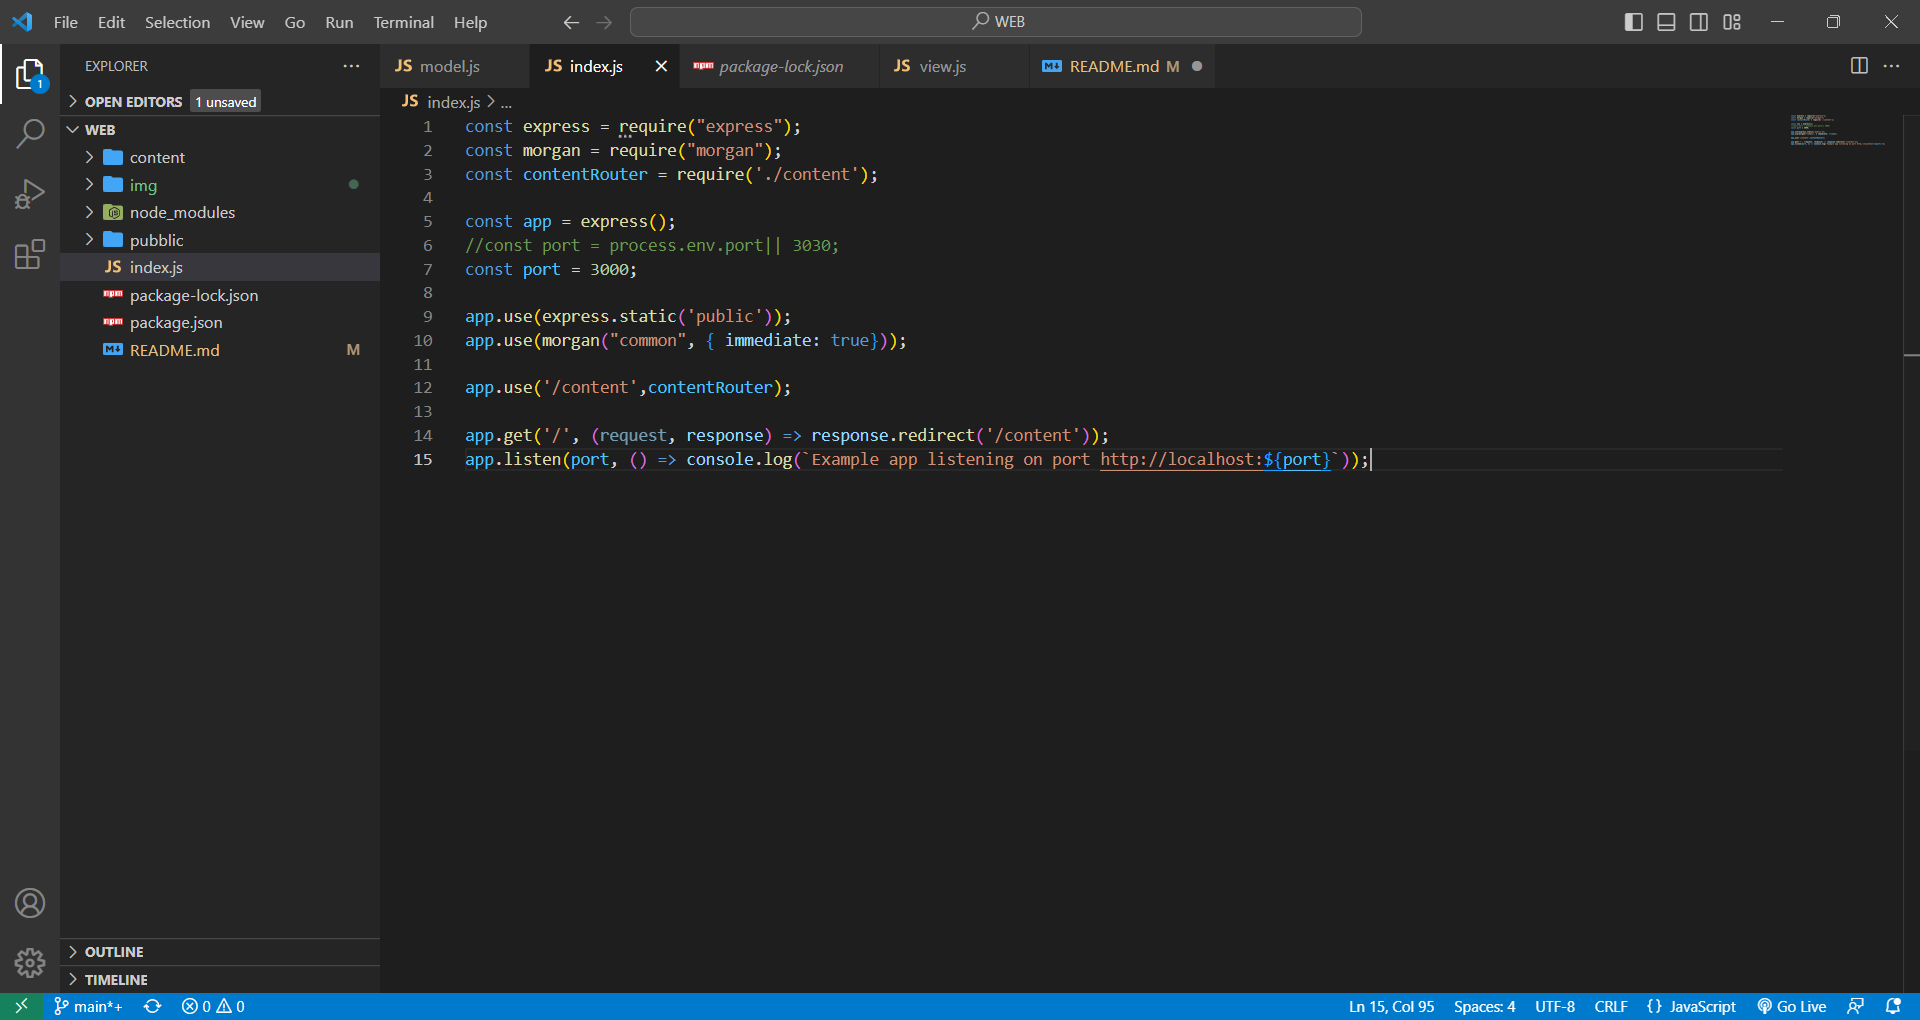 File Edit Selection View Go Run Terminal Help
WEB
EXPLORER
1
OPEN EDITORS 1 unsaved
WEB
content
img
node_modules
pubblic
JS index.js
npm package-lock.json
npm package.json
README.md M
OUTLINE
TIMELINE
JS model.js
JS index.js
npm package-lock.json
JS view.js
README.md M
JS index.js > ...
1 const express = require("express");
2 const morgan = require("morgan");
3 const contentRouter = require('./content');
4
5 const app = express();
6 //const port = process.env.port|| 3030;
7 const port = 3000;
8
9 app.use(express.static('public'));
10 app.use(morgan("common", { immediate: true}));
11
12 app.use('/content',contentRouter);
13
14 app.get('/', (request, response) => response.redirect('/content'));
15 app.listen(port, () => console.log(`Example app listening on port http://localhost:${port}`));
main*+ 0 0
Ln 15, Col 95 Spaces: 4 UTF-8 CRLF {} JavaScript Go Live